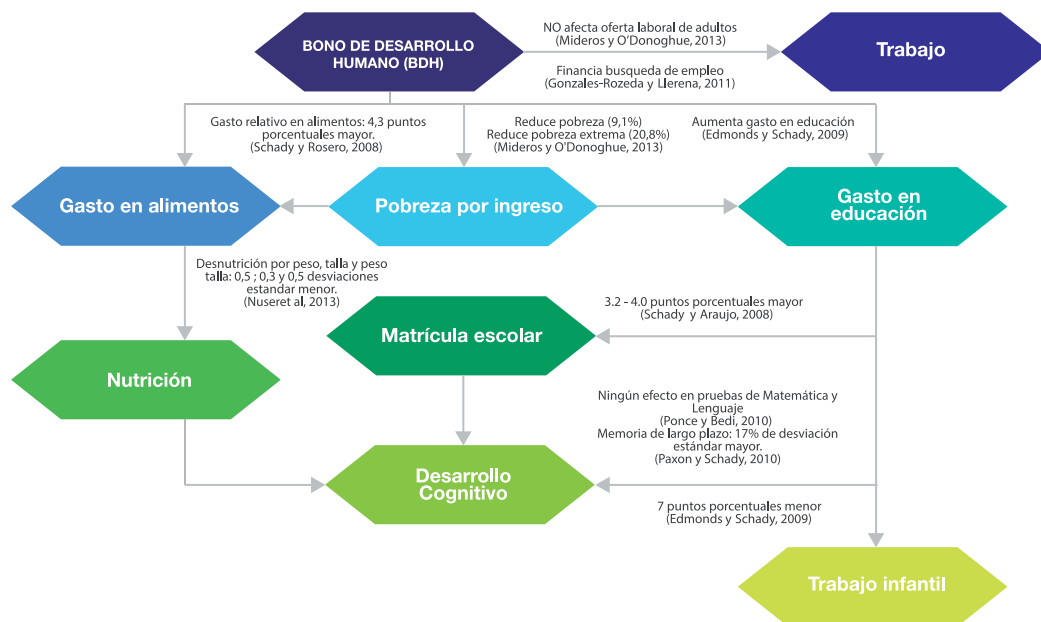 BONO DE DESARROLLO
HUMANO (BDH)
NO afecta oferta laboral de adultos
(Mideros y O'Donoghue, 2013)
Financia busqueda de empleo
(Gonzales-Rozeda y Llerena, 2011)
Trabajo
Gasto relativo en alimentos: 4,3 puntos
porcentuales mayor.
(Schady y Rosero, 2008)
Reduce pobreza (9,1%)
Reduce pobreza extrema (20,8%)
(Mideros y O'Donoghue, 2013)
Aumenta gasto en educación
(Edmonds y Schady, 2009)
Gasto en alimentos
Pobreza por ingreso
Gasto en
educación
Desnutrición por peso, talla y peso
talla: 0,5 ; 0,3 y 0,5 desviaciones
estandar menor.
(Nuseret al, 2013)
3.2 - 4.0 puntos porcentuales mayor
(Schady y Araujo, 2008)
Matrícula escolar
Nutrición
Ningún efecto en pruebas de Matemática y
Lenguaje
(Ponce y Bedi, 2010)
Memoria de largo plazo: 17% de desviación
estándar mayor.
(Paxon y Schady, 2010)
Desarrollo
Cognitivo
7 puntos porcentuales menor
(Edmonds y Schady, 2009)
Trabajo infantil